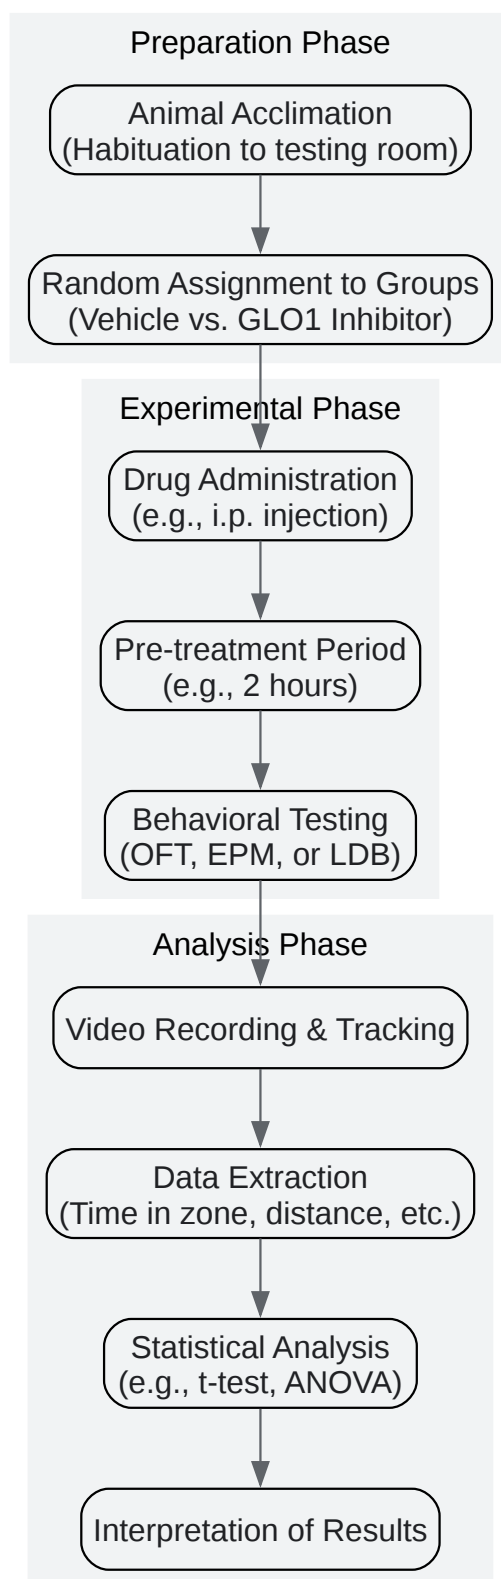 Preparation Phase
Animal Acclimation
(Habituation to testing room)
Random Assignment to Groups
(Vehicle vs. GLO1 Inhibitor)
Experimental Phase
Drug Administration
(e.g., i.p. injection)
Pre-treatment Period
(e.g., 2 hours)
Behavioral Testing
(OFT, EPM, or LDB)
Analysis Phase
Video Recording & Tracking
Data Extraction
(Time in zone, distance, etc.)
Statistical Analysis
(e.g., t-test, ANOVA)
Interpretation of Results